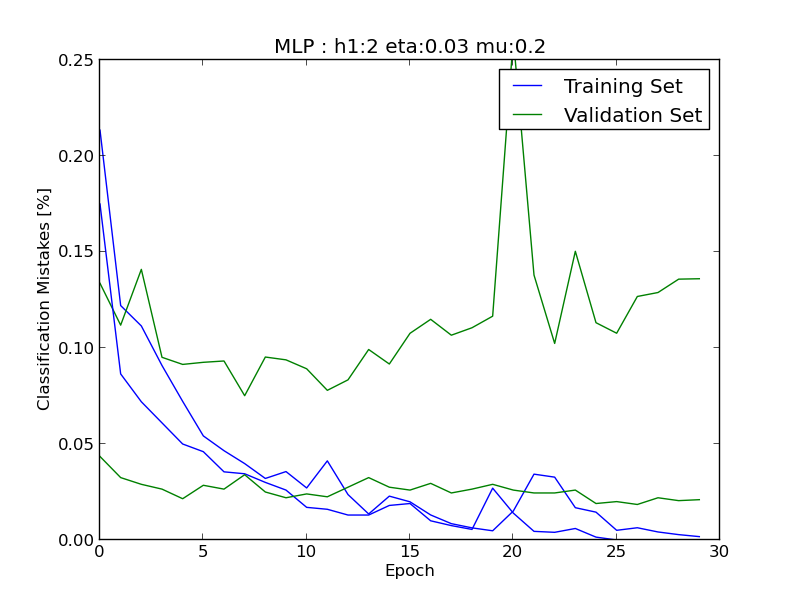 MLP : h1:2 eta:0.03 mu:0.2
Training Set
Validation Set
Classification Mistakes [%]
0.25
0.20
0.15
0.10
0.05
0.00
0 5 10 15 20 25 30
Epoch